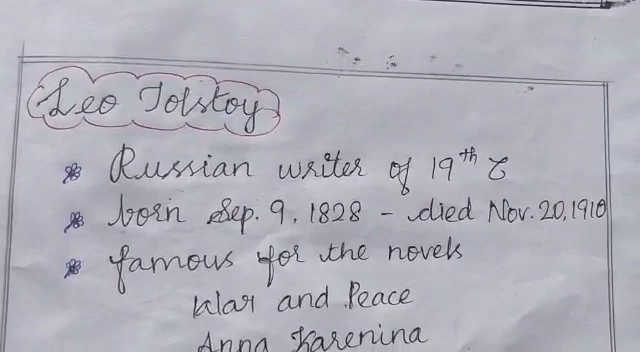 Leo Tolstoy
Russian writer of 19th C
born Sep. 9, 1828 - died Nov. 20, 1910
famous for the novels
War and Peace
Anna Karenina